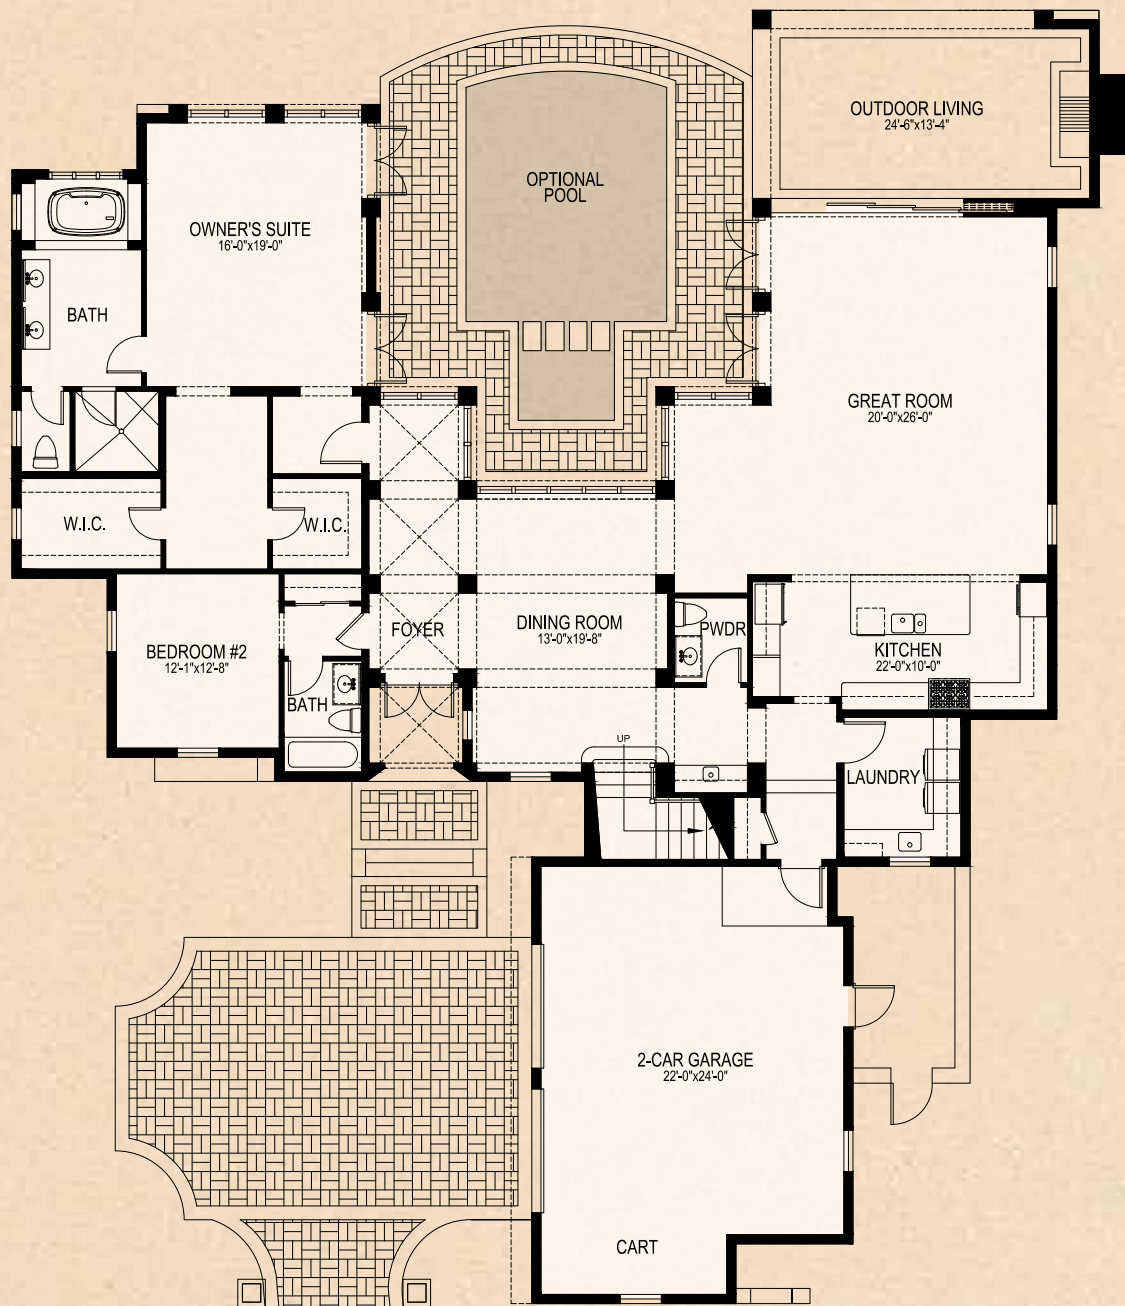 OUTDOOR LIVING
24'-6"x13'-4"
OPTIONAL
POOL
OWNER'S SUITE
16'-0"x19'-0"
BATH
GREAT ROOM
20'-0"x26'-0"
W.I.C.
W.I.C.
FOYER
DINING ROOM
13'-0"x19'-8"
PWDR
KITCHEN
22'-0"x10'-0"
BEDROOM #2
12'-1"x12'-8"
BATH
UP
LAUNDRY
2-CAR GARAGE
22'-0"x24'-0"
CART